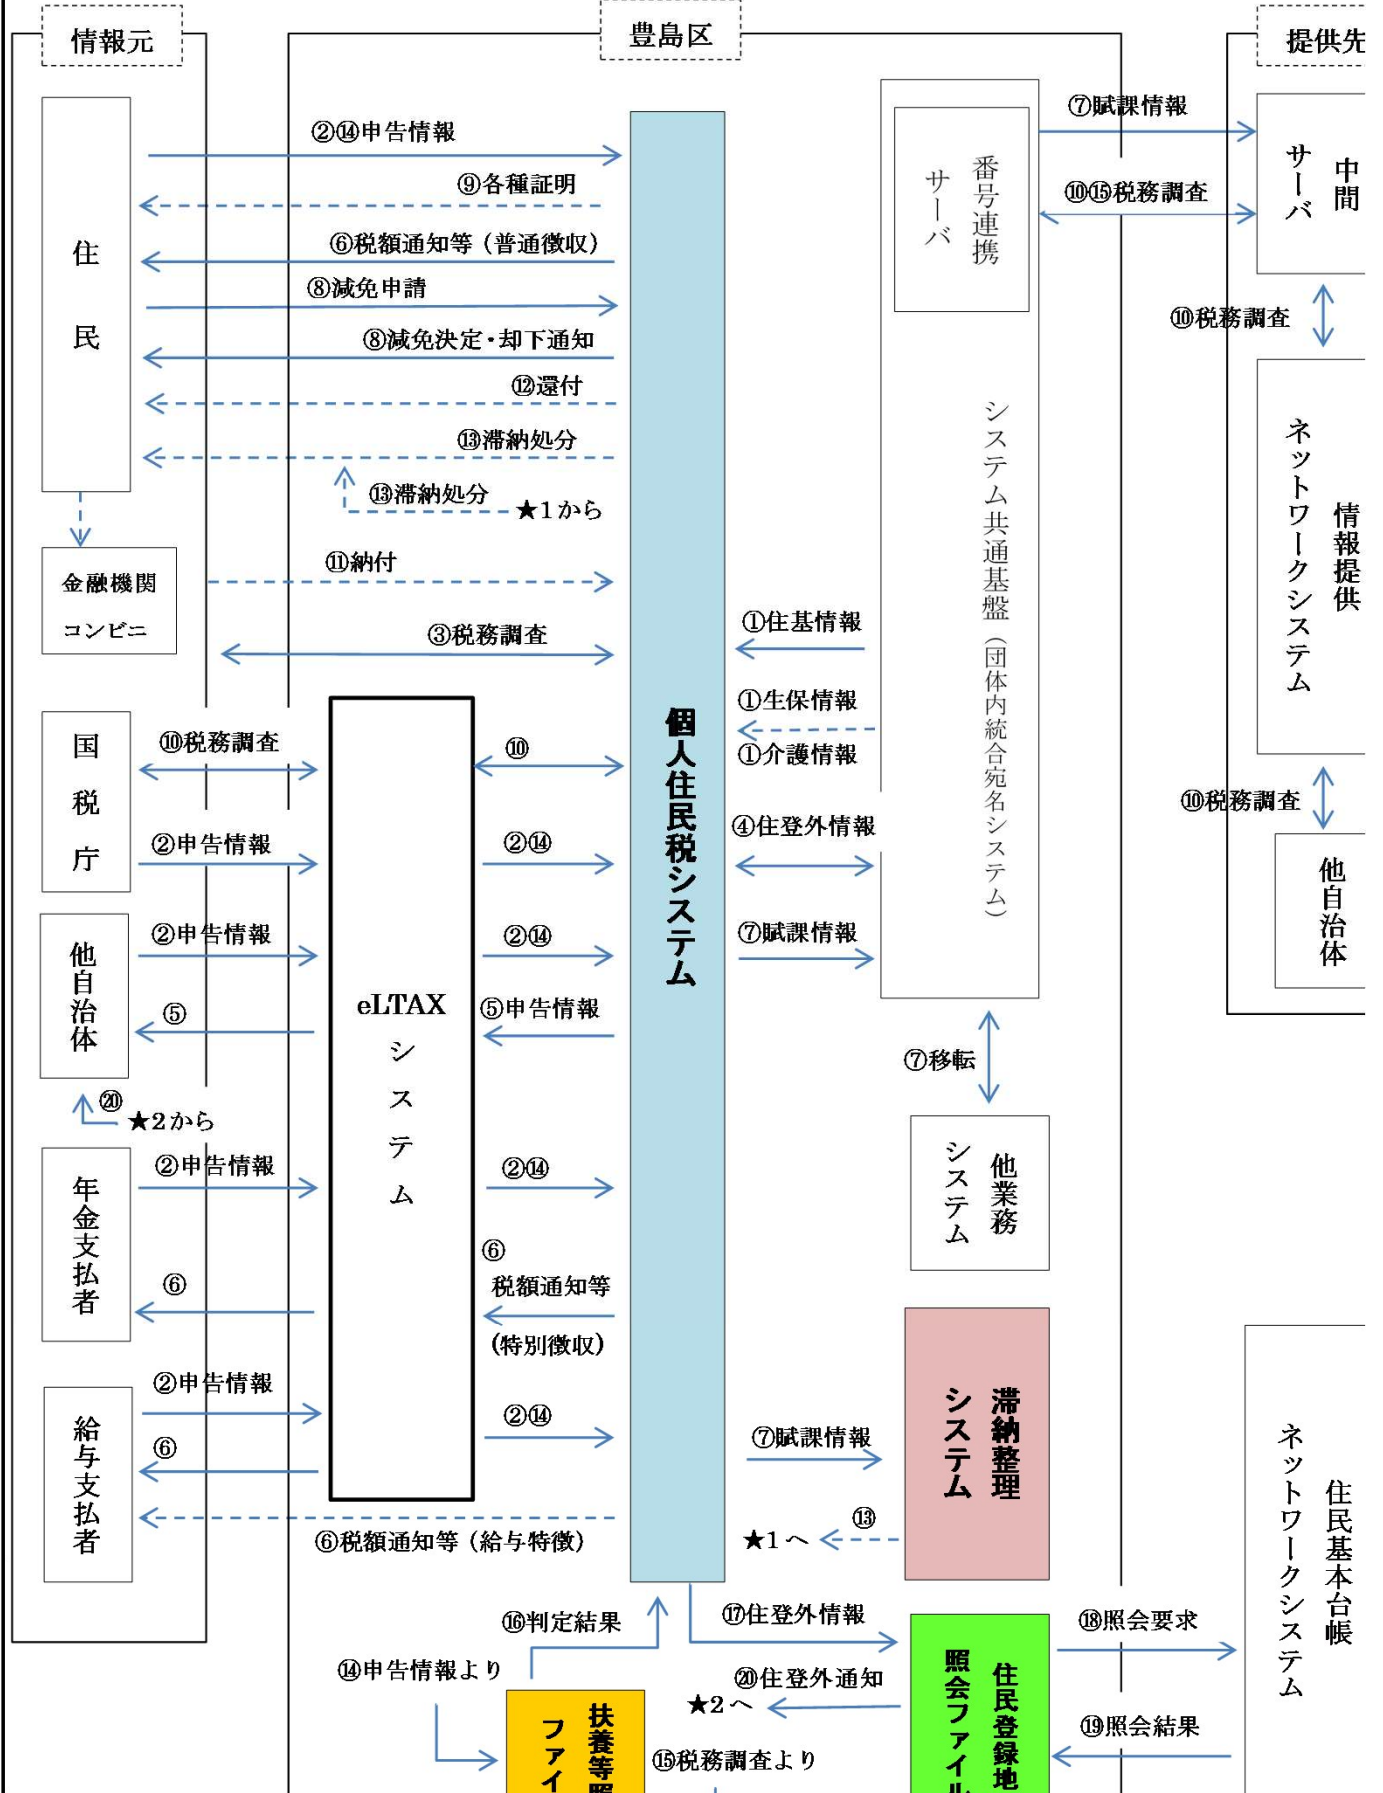 情報元
豊島区
提供先
住民
②⑭申告情報
⑨各種証明
⑥税額通知等（普通徴収）
⑧減免申請
⑧減免決定・却下通知
⑫還付
⑬滞納処分
⑬滞納処分
★1から
金融機関
コンビニ
⑪納付
③税務調査
国税庁
⑩税務調査
⑩
②申告情報
②⑭
他自治体
②申告情報
②⑭
⑤
⑤申告情報
⑳
★2から
eLTAX
システム
年金支払者
②申告情報
②⑭
⑥
⑥
税額通知等
(特別徴収)
給与支払者
②申告情報
②⑭
⑥
⑥税額通知等（給与特徴）
個人住民税システム
番号連携
サーバ
システム共通基盤（団体内統合宛名システム）
①住基情報
①生保情報
①介護情報
④住登外情報
⑦賦課情報
⑦移転
他業務
システム
滞納整理
システム
⑦賦課情報
★1へ
⑬
⑦賦課情報
⑩⑮税務調査
中間
サーバ
⑩税務調査
情報提供
ネットワークシステム
⑩税務調査
他自治体
⑯判定結果
⑭申告情報より
扶養等照
ファイ
⑰住登外情報
⑳住登外通知
★2へ
⑮税務調査より
住民登録地
照会ファイル
⑱照会要求
⑲照会結果
住民基本台帳
ネットワークシステム